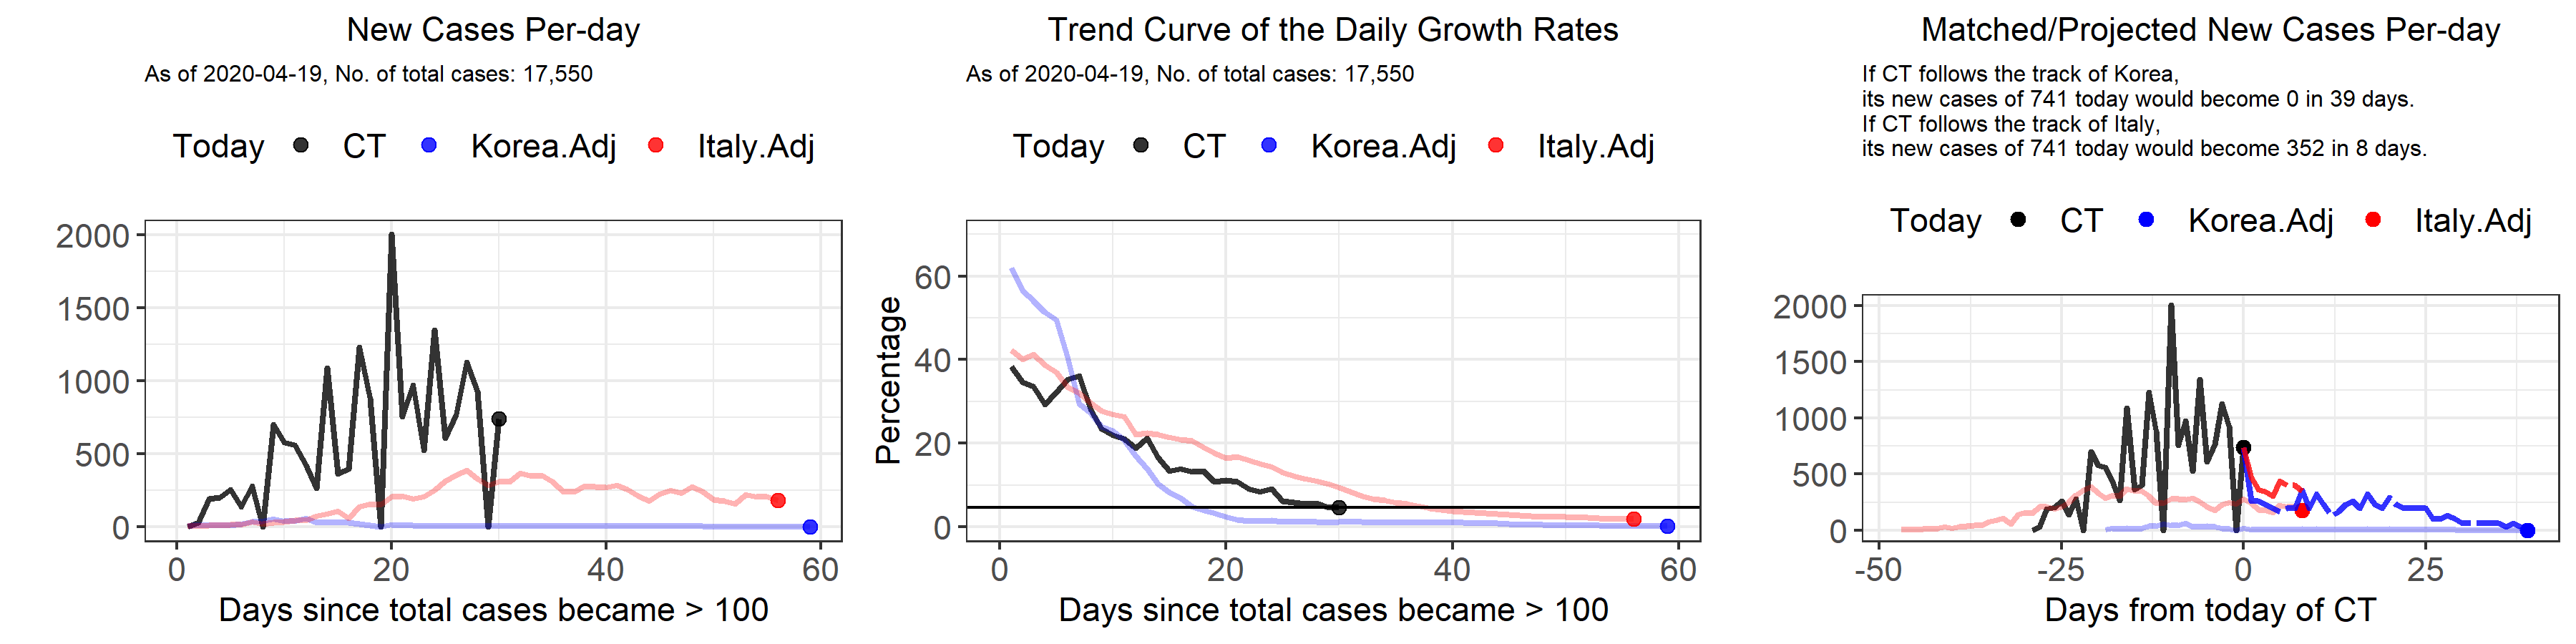 New Cases Per-day
As of 2020-04-19, No. of total cases: 17,550
Today CT Korea.Adj Italy.Adj
2000
1500
1000
500
0
0 20 40 60
Days since total cases became > 100
Trend Curve of the Daily Growth Rates
As of 2020-04-19, No. of total cases: 17,550
Today CT Korea.Adj Italy.Adj
Percentage
60
40
20
0
0 20 40 60
Days since total cases became > 100
Matched/Projected New Cases Per-day
If CT follows the track of Korea,
its new cases of 741 today would become 0 in 39 days.
If CT follows the track of Italy,
its new cases of 741 today would become 352 in 8 days.
Today CT Korea.Adj Italy.Adj
2000
1500
1000
500
0
-50 -25 0 25
Days from today of CT